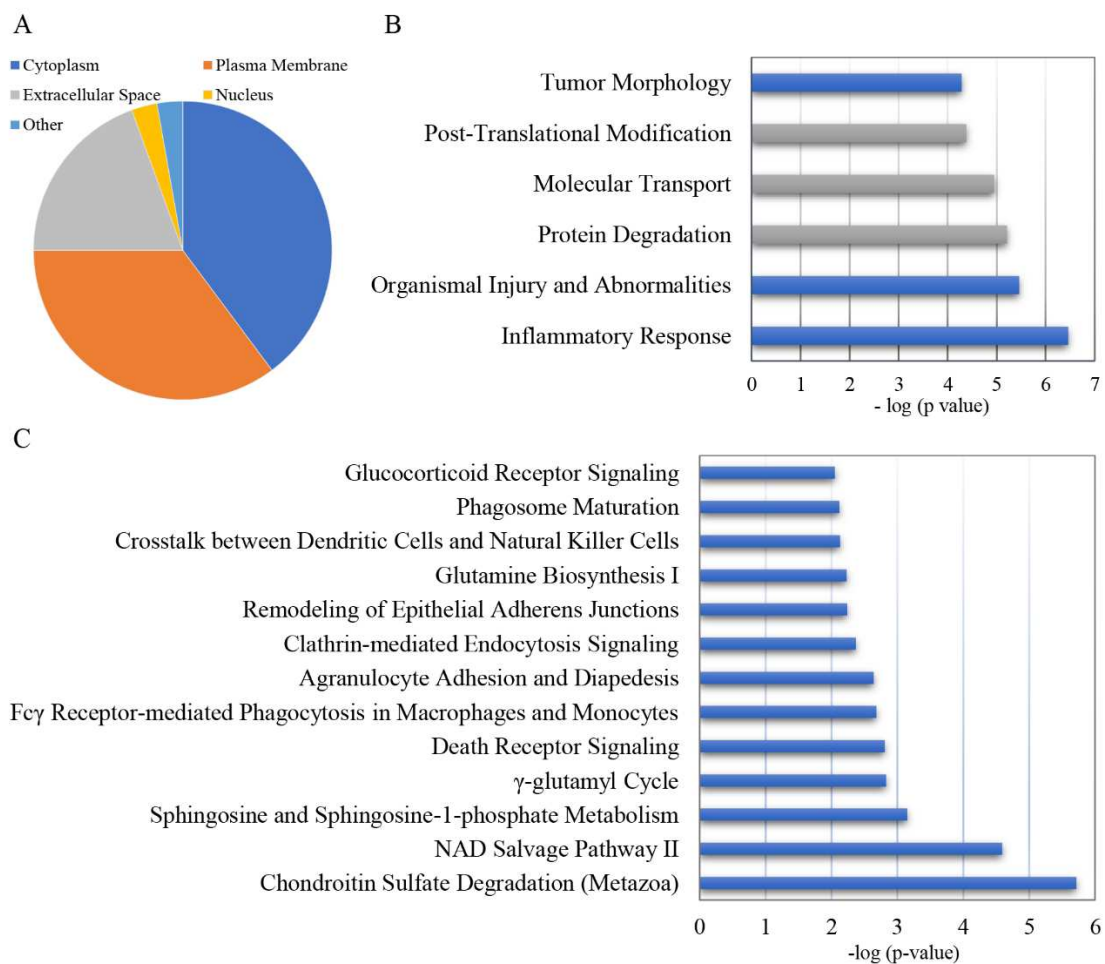 A
Cytoplasm
Plasma Membrane
Extracellular Space
Nucleus
Other
B
Tumor Morphology
Post-Translational Modification
Molecular Transport
Protein Degradation
Organismal Injury and Abnormalities
Inflammatory Response
0 1 2 3 4 5 6 7
- log (p value)
C
Glucocorticoid Receptor Signaling
Phagosome Maturation
Crosstalk between Dendritic Cells and Natural Killer Cells
Glutamine Biosynthesis I
Remodeling of Epithelial Adherens Junctions
Clathrin-mediated Endocytosis Signaling
Agranulocyte Adhesion and Diapedesis
Fcγ Receptor-mediated Phagocytosis in Macrophages and Monocytes
Death Receptor Signaling
γ-glutamyl Cycle
Sphingosine and Sphingosine-1-phosphate Metabolism
NAD Salvage Pathway II
Chondroitin Sulfate Degradation (Metazoa)
0 1 2 3 4 5 6
-log (p-value)